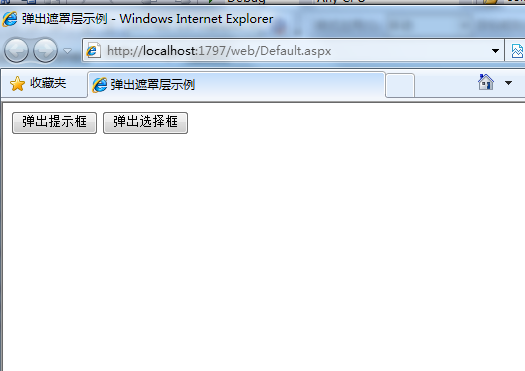 弹出遮罩层示例 - Windows Internet Explorer
http://localhost:1797/web/Default.aspx
收藏夹
弹出遮罩层示例
弹出提示框 弹出选择框